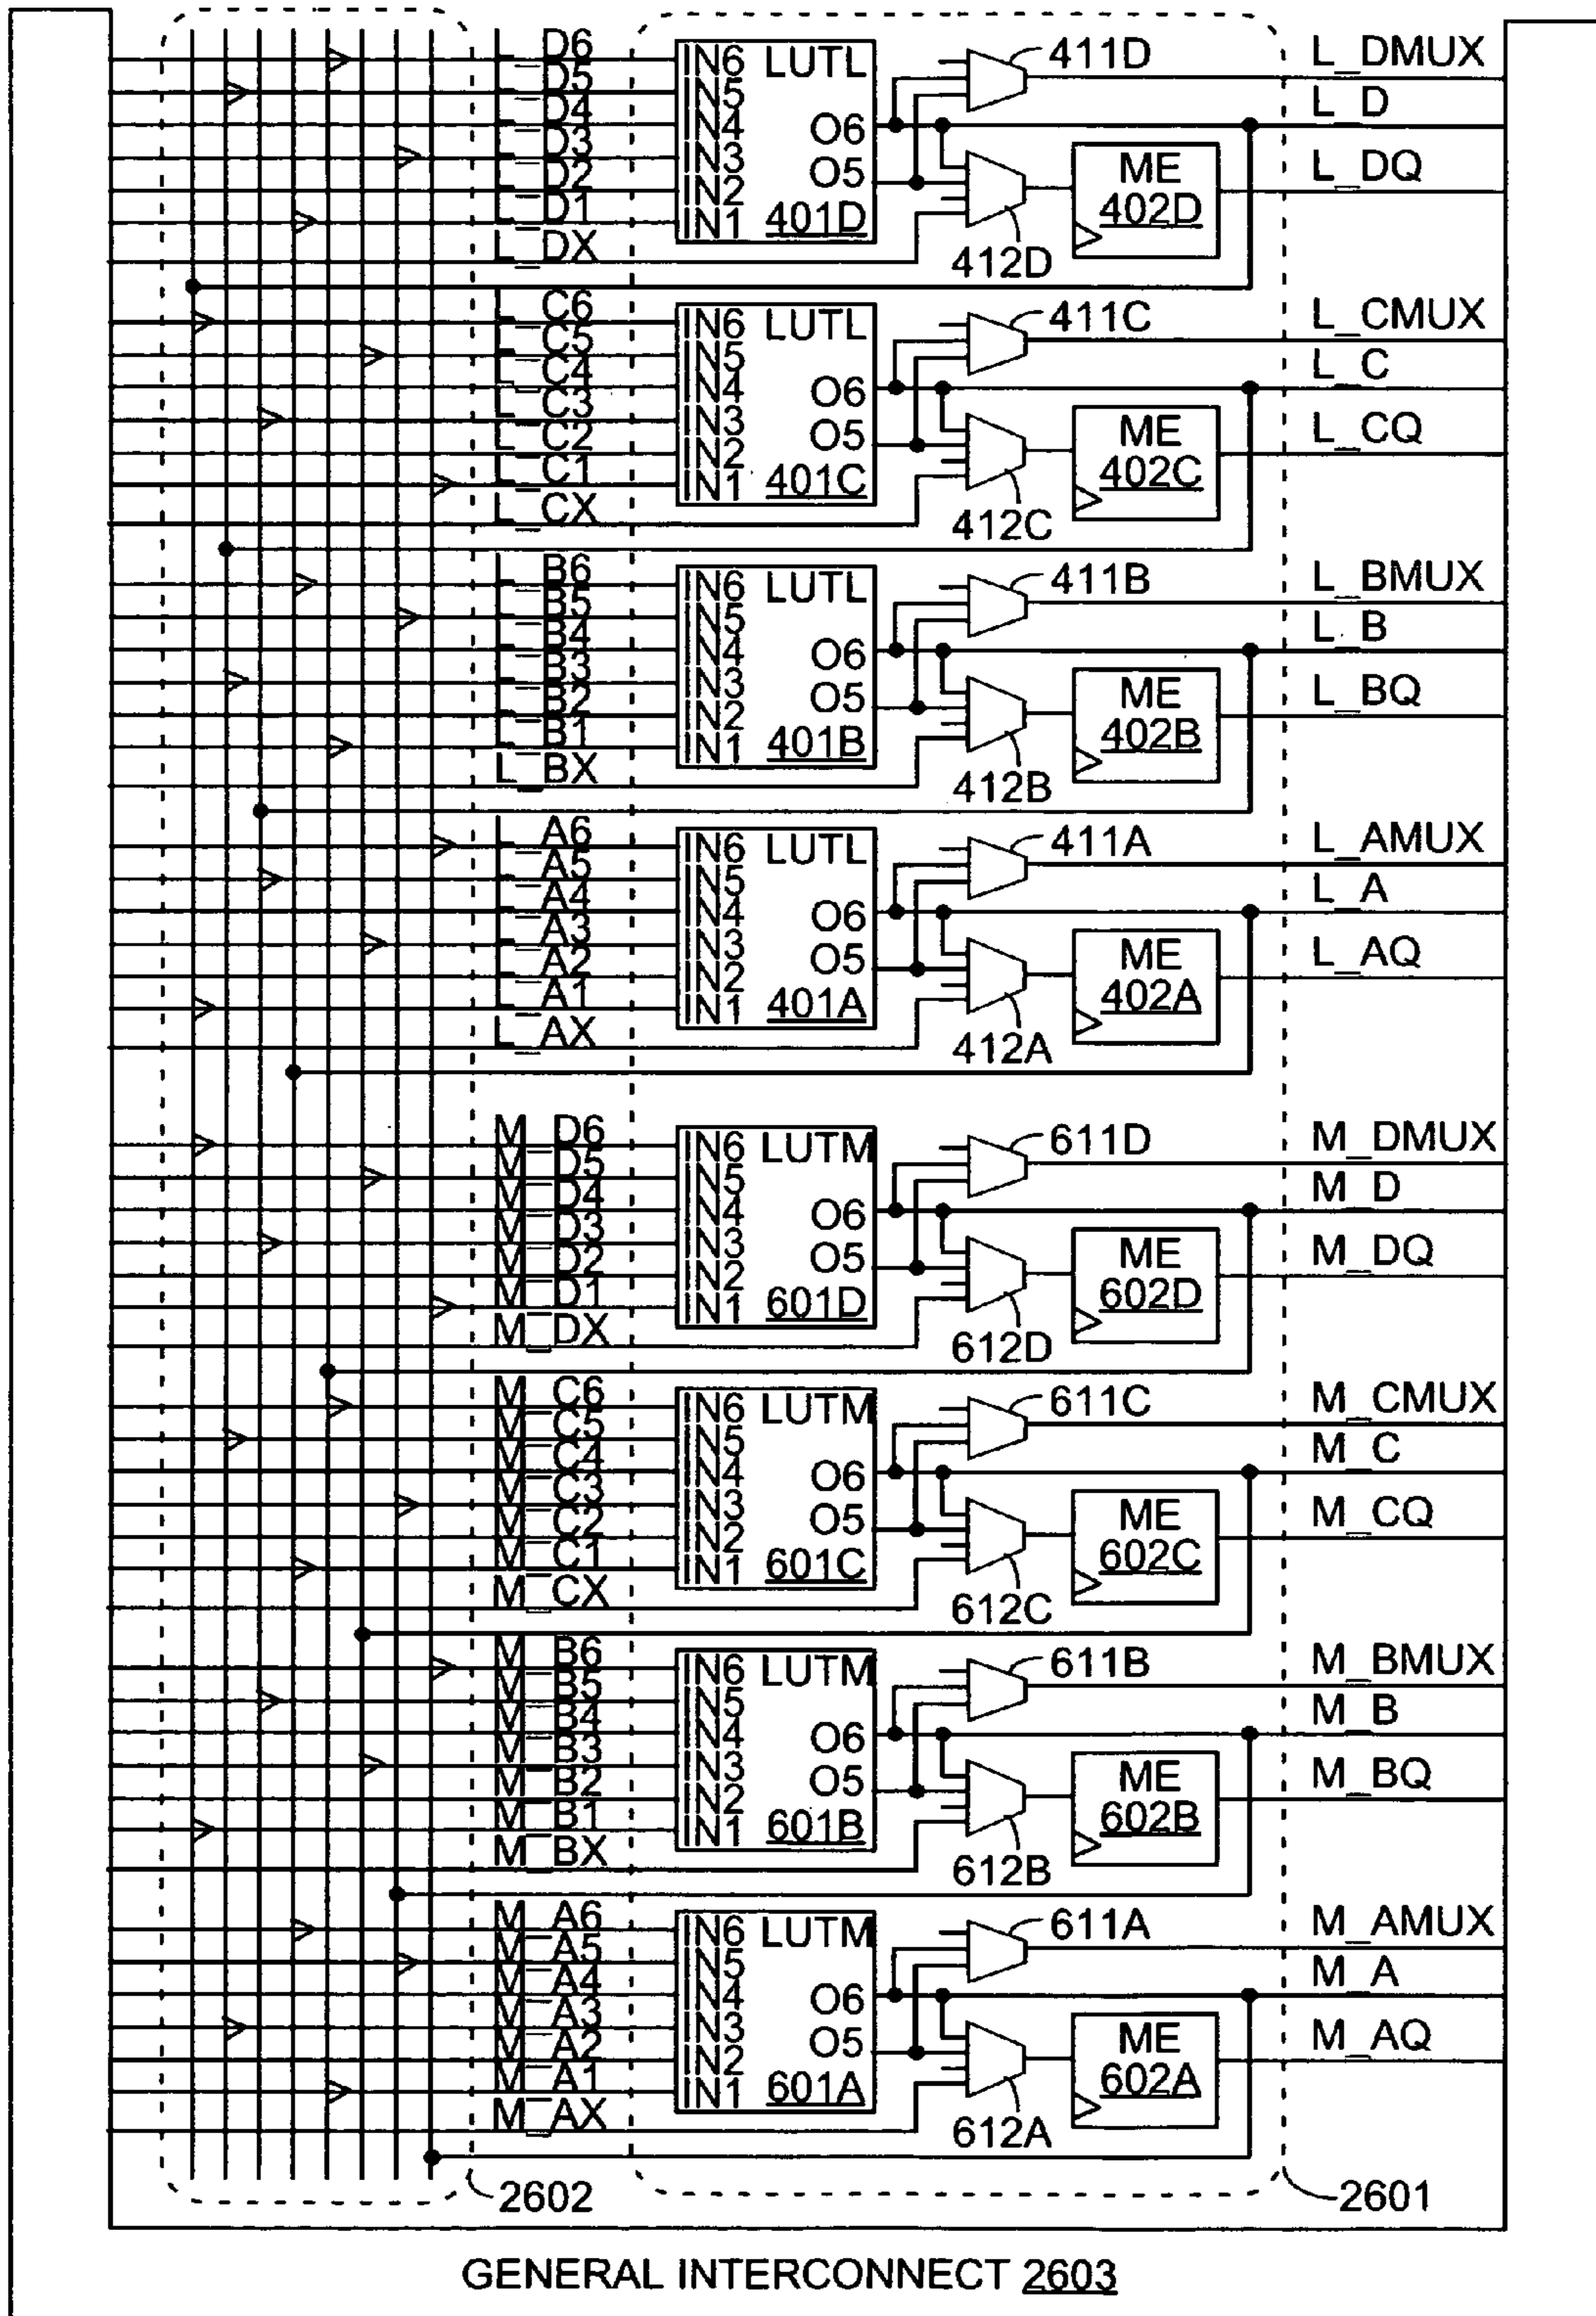 L_D6
L_D5
L_D4
L_D3
L_D2
L_D1
L_DX
IN6 LUTL
IN5
IN4
IN3
IN2
IN1
O6
O5
401D
411D
412D
ME
402D
L_DMUX
L_D
L_DQ
L_C6
L_C5
L_C4
L_C3
L_C2
L_C1
L_CX
IN6 LUTL
IN5
IN4
IN3
IN2
IN1
O6
O5
401C
411C
412C
ME
402C
L_CMUX
L_C
L_CQ
L_B6
L_B5
L_B4
L_B3
L_B2
L_B1
L_BX
IN6 LUTL
IN5
IN4
IN3
IN2
IN1
O6
O5
401B
411B
412B
ME
402B
L_BMUX
L_B
L_BQ
L_A6
L_A5
L_A4
L_A3
L_A2
L_A1
L_AX
IN6 LUTL
IN5
IN4
IN3
IN2
IN1
O6
O5
401A
411A
412A
ME
402A
L_AMUX
L_A
L_AQ
M_D6
M_D5
M_D4
M_D3
M_D2
M_D1
M_DX
IN6 LUTM
IN5
IN4
IN3
IN2
IN1
O6
O5
601D
611D
612D
ME
602D
M_DMUX
M_D
M_DQ
M_C6
M_C5
M_C4
M_C3
M_C2
M_C1
M_CX
IN6 LUTM
IN5
IN4
IN3
IN2
IN1
O6
O5
601C
611C
612C
ME
602C
M_CMUX
M_C
M_CQ
M_B6
M_B5
M_B4
M_B3
M_B2
M_B1
M_BX
IN6 LUTM
IN5
IN4
IN3
IN2
IN1
O6
O5
601B
611B
612B
ME
602B
M_BMUX
M_B
M_BQ
M_A6
M_A5
M_A4
M_A3
M_A2
M_A1
M_AX
IN6 LUTM
IN5
IN4
IN3
IN2
IN1
O6
O5
601A
611A
612A
ME
602A
M_AMUX
M_A
M_AQ
2602
2601
GENERAL INTERCONNECT 2603